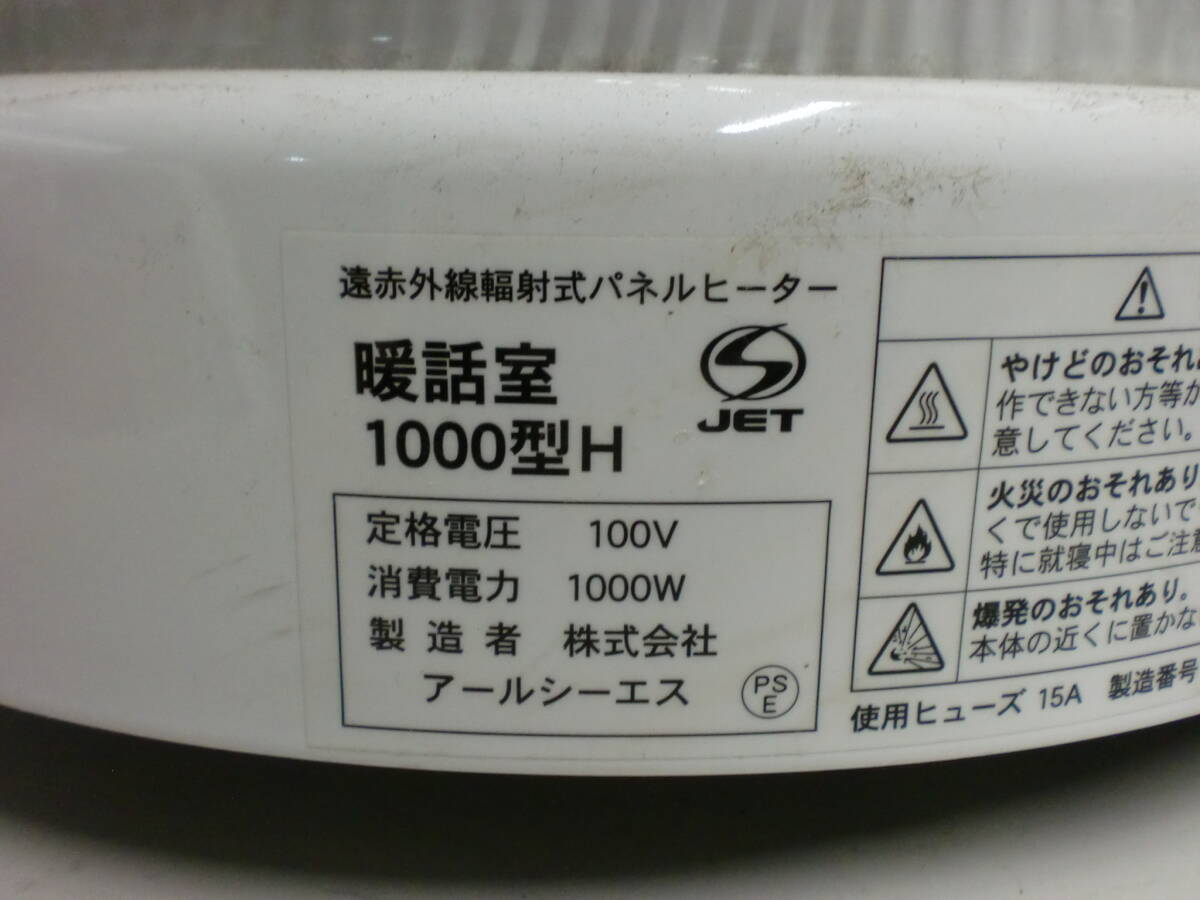 遠赤外線輻射式パネルヒーター
暖話室
1000型H
JET
定格電圧 100V
消費電力 1000W
製造者 株式会社
アールシーエス
PS
E
やけどのおそれあ
作できない方等が
意してください。
火災のおそれあり
くで使用しないで
特に就寝中はご注意
爆発のおそれあり。
本体の近くに置かな
使用ヒューズ 15A 製造番号